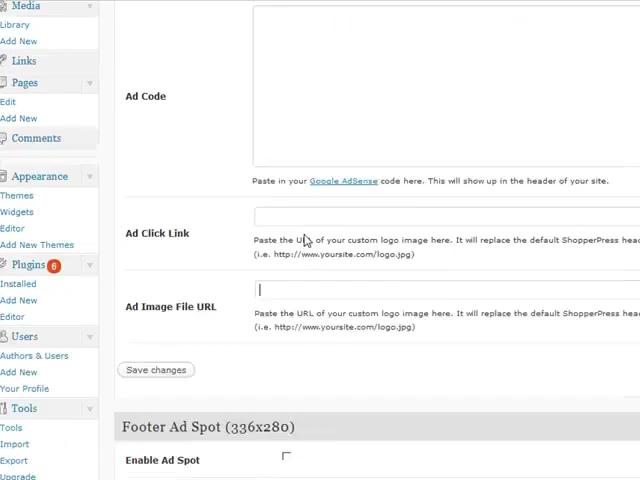 Media
Library
Add New
Links
Pages
Edit
Add New
Comments
Appearance
Themes
Widgets
Editor
Add New Themes
Plugins 6
Installed
Add New
Editor
Users
Authors & Users
Add New
Your Profile
Tools
Tools
Import
Export
Upgrade
Ad Code
Paste in your Google AdSense code here. This will show up in the header of your site.
Ad Click Link
Paste the URL of your custom logo image here. It will replace the default ShopperPress hea
(i.e. http://www.yoursite.com/logo.jpg)
Ad Image File URL
Paste the URL of your custom logo image here. It will replace the default ShopperPress hea
(i.e. http://www.yoursite.com/logo.jpg)
Save changes
Footer Ad Spot (336x280)
Enable Ad Spot